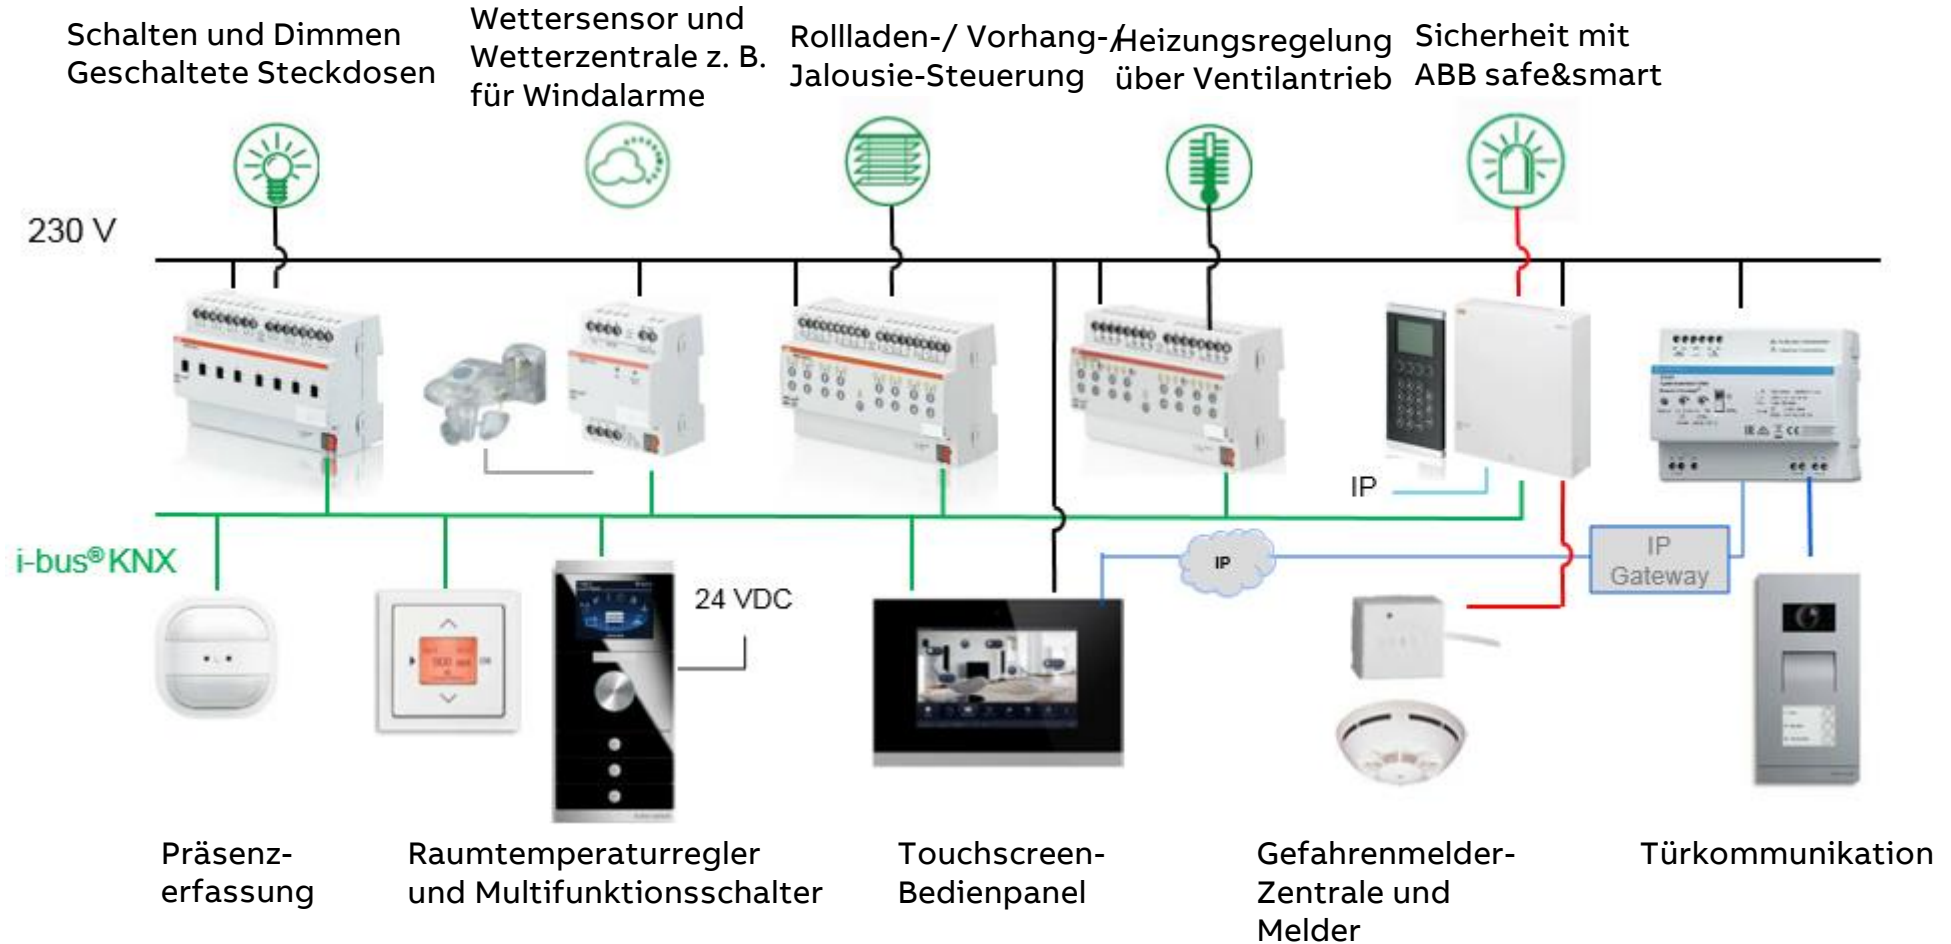 Schalten und Dimmen
Geschaltete Steckdosen
Wettersensor und
Wetterzentrale z. B.
für Windalarme
Rollladen-/ Vorhang-/
Jalousie-Steuerung
Heizungsregelung
über Ventilantrieb
Sicherheit mit
ABB safe&smart
230 V
IP
i-bus® KNX
24 VDC
IP
IP
Gateway
Präsenz-
erfassung
Raumtemperaturregler
und Multifunktionsschalter
Touchscreen-
Bedienpanel
Gefahrenmelder-
Zentrale und
Melder
Türkommunikation